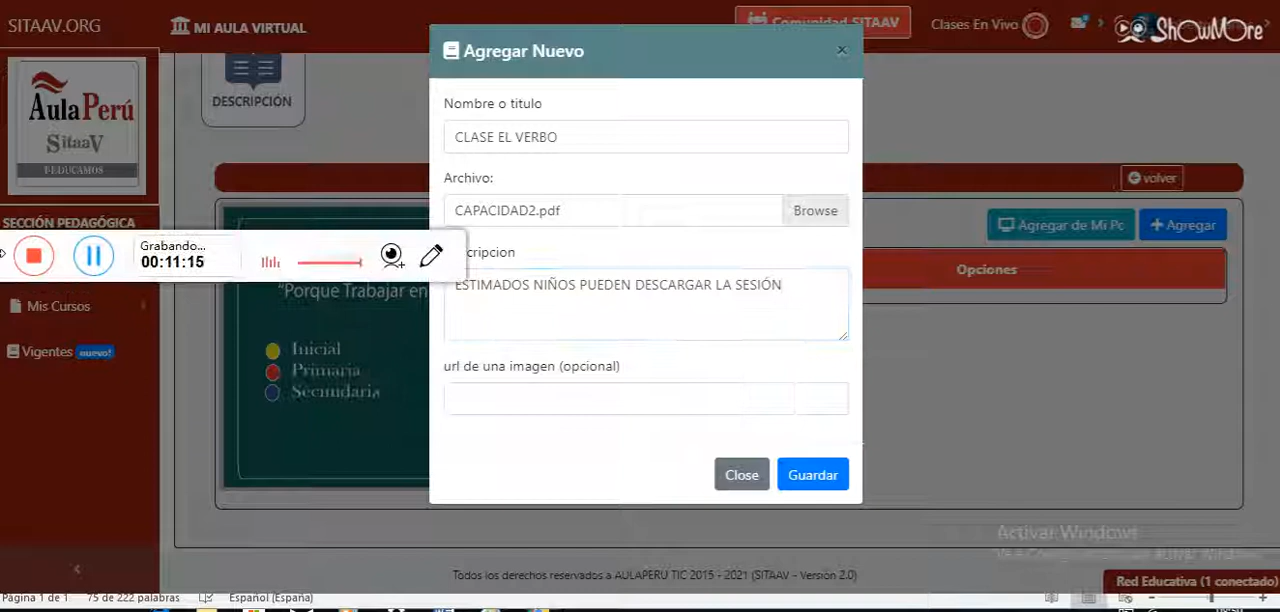 SITAAV.ORG
MI AULA VIRTUAL
Comunidad SITAAV
Clases En Vivo
ShowMore
Agregar Nuevo
×
Nombre o titulo
CLASE EL VERBO
Archivo:
CAPACIDAD2.pdf
Browse
scripcion
ESTIMADOS NIÑOS PUEDEN DESCARGAR LA SESIÓN
url de una imagen (opcional)
Close
Guardar
AulaPerú
SitaaV
DESCRIPCIÓN
SECCIÓN PEDAGÓGICA
Grabando...
00:11:15
Mis Cursos
Vigentes nuevo!
volver
Agregar de Mi Pc
Agregar
Opciones
"Porque Trabajar en
Inicial
Primaria
Secundaria
Activar Windows
Todos los derechos reservados a AULAPERU TIC 2015 - 2021 (SITAAV - Versión 2.0)
Red Educativa (1 conectado)
Página 1 de 1 75 de 222 palabras Español (España)